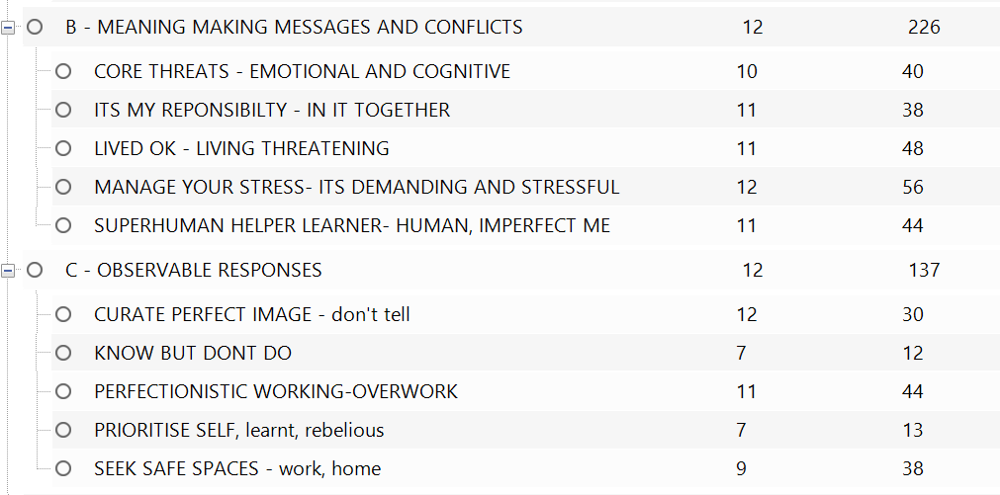 B - MEANING MAKING MESSAGES AND CONFLICTS 12 226
CORE THREATS - EMOTIONAL AND COGNITIVE 10 40
ITS MY REPONSIBILTY - IN IT TOGETHER 11 38
LIVED OK - LIVING THREATENING 11 48
MANAGE YOUR STRESS- ITS DEMANDING AND STRESSFUL 12 56
SUPERHUMAN HELPER LEARNER- HUMAN, IMPERFECT ME 11 44
C - OBSERVABLE RESPONSES 12 137
CURATE PERFECT IMAGE - don't tell 12 30
KNOW BUT DONT DO 7 12
PERFECTIONISTIC WORKING-OVERWORK 11 44
PRIORITISE SELF, learnt, rebelious 7 13
SEEK SAFE SPACES - work, home 9 38